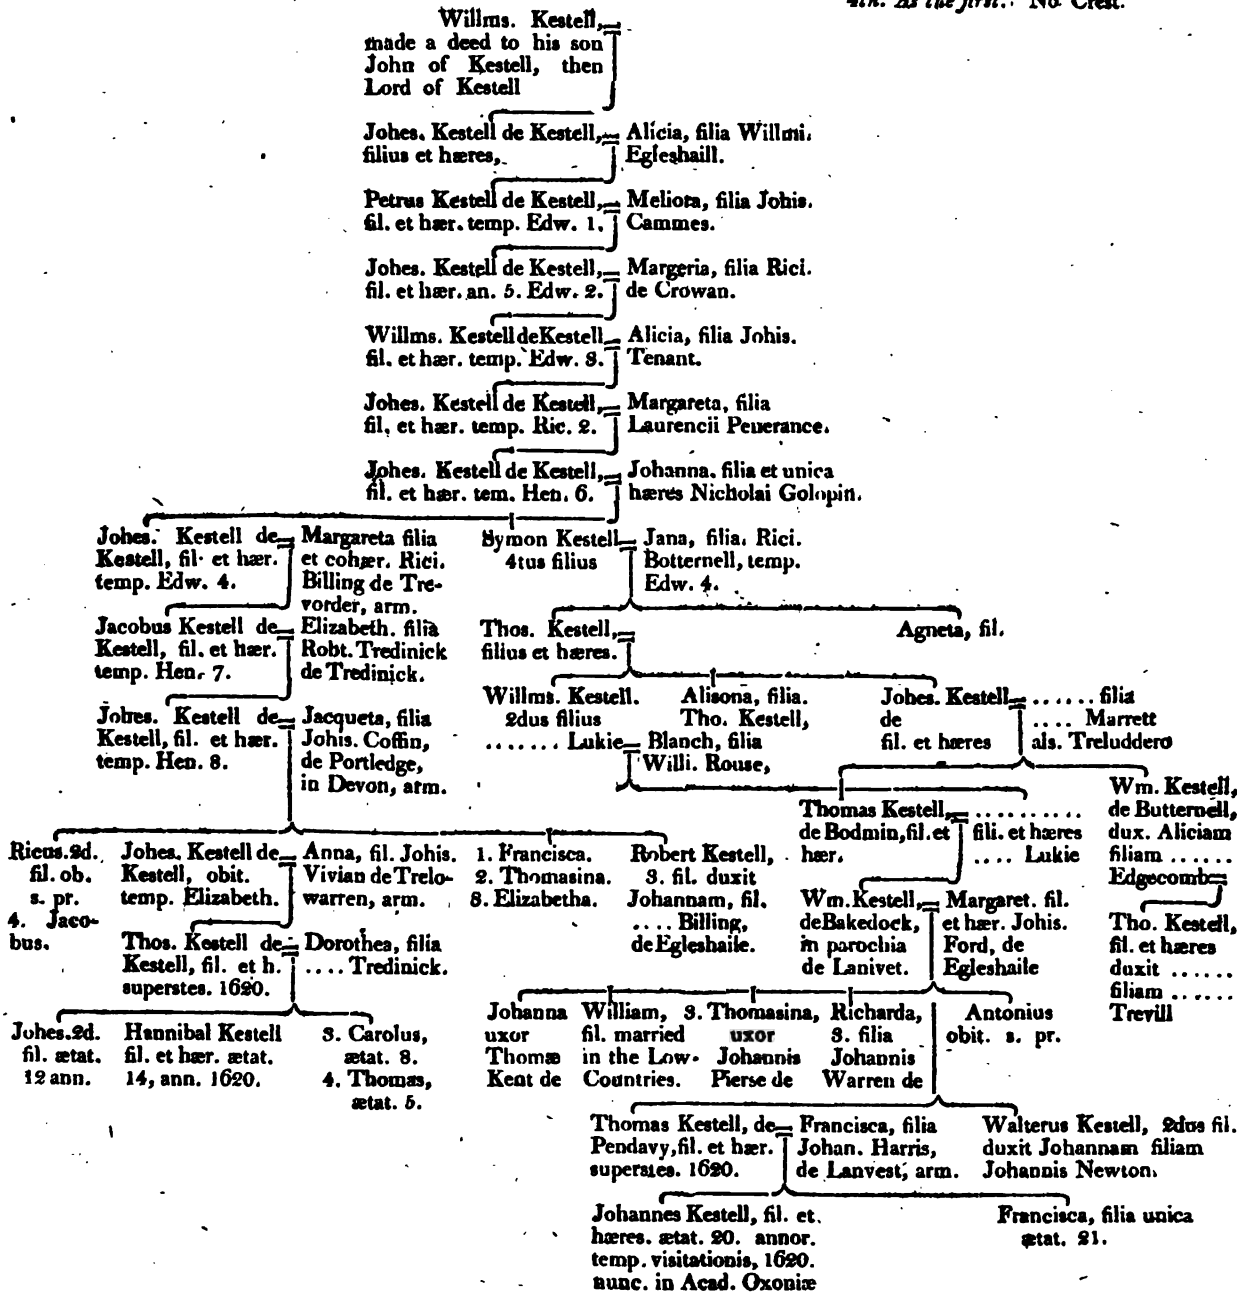 4th. As the first. No Crest.
Willms. Kestell,
made a deed to his son
John of Kestell, then
Lord of Kestell
Johes. Kestell de Kestell,
filius et hæres,
Alicia, filia Willmi.
Egleshaill.
Petrus Kestell de Kestell,
fil. et hær. temp. Edw. 1.
Meliota, filia Johis.
Cammes.
Johes. Kestell de Kestell,
fil. et hær. an. 5. Edw. 2.
Margeria, filia Rici.
de Crowan.
Willms. Kestell de Kestell
fil. et hær. temp. Edw. 3.
Alicia, filia Johis.
Tenant.
Johes. Kestell de Kestell,
fil, et hær. temp. Ric. 2.
Margareta, filia
Laurencii Penerance.
Johes. Kestell de Kestell,
fil. et hær. tem. Hen. 6.
Johanna. filia et unica
hæres Nicholai Golopin.
Johes. Kestell de
Kestell, fil. et hær.
temp. Edw. 4.
Margareta filia
et cohær. Rici.
Billing de Tre-
vorder, arm.
Symon Kestell
4tus filius
Jana, filia. Rici.
Botternell, temp.
Edw. 4.
Jacobus Kestell de
Kestell, fil. et hær.
temp. Hen. 7.
Elizabeth. filia
Robt. Tredinick
de Tredinick.
Thos. Kestell,
filius et hæres.
Agneta, fil.
Johes. Kestell de
Kestell, fil. et hær.
temp. Hen. 8.
Jacqueta, filia
Johis. Coffin,
de Portledge,
in Devon, arm.
Willms. Kestell.
2dus filius
Alisona, filia.
Tho. Kestell,
Johes. Kestell
de
fil. et hæres
...... filia
.... Marrett
als. Treluddero
....... Lukie
Blanch, filia
Willi. Rouse,
Thomas Kestell,
de Bodmin, fil. et
hær.
..........
fili. et hæres
.... Lukie
Wm. Kestell,
de Butternell,
dux. Aliciam
filiam ......
Edgecombe
Ricus. 2d.
fil. ob.
s. pr.
4. Jaco-
bus.
Johes. Kestell de
Kestell, obit.
temp. Elizabeth.
Anna, fil. Johis.
Vivian de Trelo-
warren, arm.
1. Francisca.
2. Thomasina.
3. Elizabetha.
Robert Kestell,
3. fil. duxit
Johannam, fil.
.... Billing,
de Egleshaile.
Wm. Kestell,
de Bakedock,
in parochia
de Lanivet.
Margaret. fil.
et hær. Johis.
Ford, de
Egleshaile
Tho. Kestell,
fil. et hæres
duxit ......
filiam ......
Trevill
Thos. Kestell de
Kestell, fil. et h.
superstes. 1620.
Dorothea, filia
.... Tredinick.
Johes. 2d.
fil. ætat.
12 ann.
Hannibal Kestell
fil. et hær. ætat.
14, ann. 1620.
3. Carolus,
ætat. 8.
4. Thomas,
ætat. 5.
Johanna
uxor
Thomæ
Kent de
William,
fil. married
in the Low-
Countries.
3. Thomasina,
uxor
Johannis
Pierse de
Richarda,
3. filia
Johannis
Warren de
Antonius
obit. s. pr.
Thomas Kestell, de
Pendavy, fil. et hær.
superstes. 1620.
Francisca, filia
Johan. Harris,
de Lanvest, arm.
Walterus Kestell, 2dus fil.
duxit Johannam filiam
Johannis Newton.
Johannes Kestell, fil. et.
hæres. ætat. 20. annor.
temp. visitationis, 1620.
nunc. in Acad. Oxoniæ
Francisca, filia unica
ætat. 21.